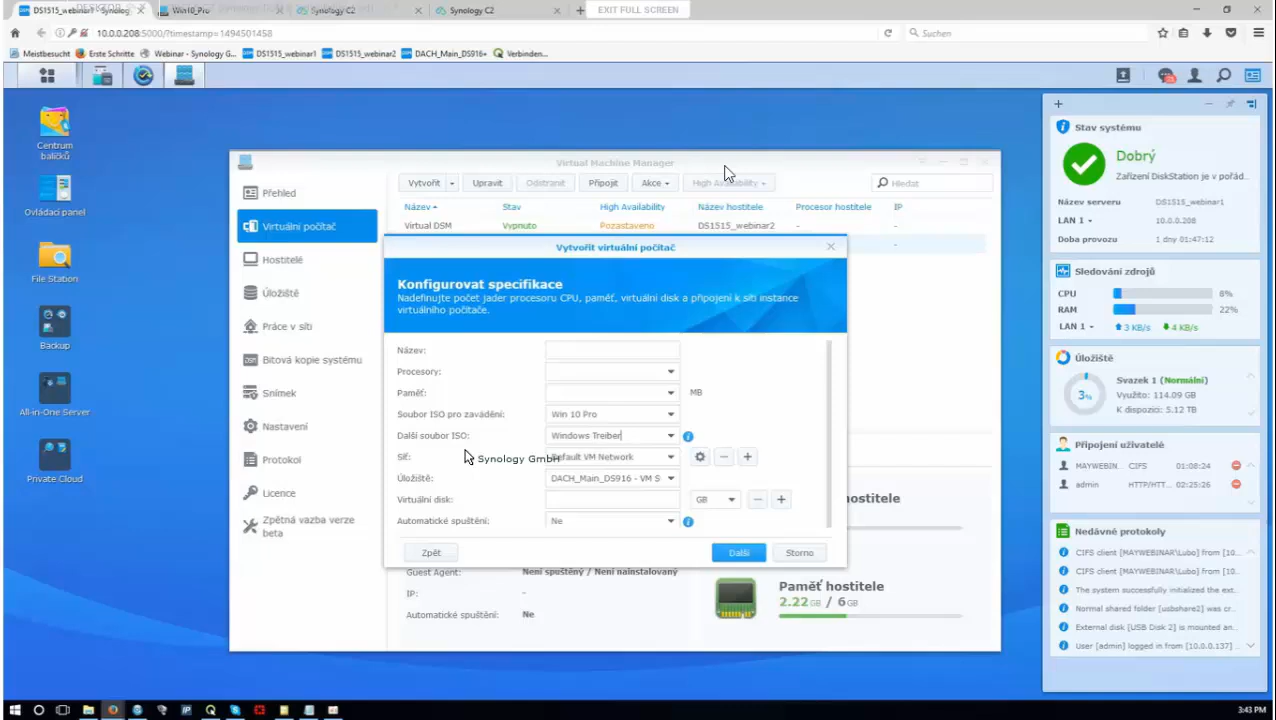 DS1515_webinar1 - Synology
Win10_Pro
Synology C2
Synology C2
EXIT FULL SCREEN
10.0.0.208:5000/?timestamp=1494501458
Suchen
Meistbesucht
Erste Schritte
Webinar - Synology G...
DS1515_webinar1
DS1515_webinar2
DACH_Main_DS916+
Verbinden...
Centrum
balíčků
Ovládací panel
File Station
Backup
All-in-One Server
Private Cloud
Virtual Machine Manager
Přehled
Virtuální počítač
Hostitelé
Úložiště
Práce v síti
Bitová kopie systému
Snímek
Nastavení
Protokol
Licence
Zpětná vazba verze
beta
Vytvořit
Upravit
Odstranit
Připojit
Akce
High Availability
Hledat
Název
Stav
High Availability
Název hostitele
Procesor hostitele
IP
Virtual DSM
Vypnuto
Pozastaveno
DS1515_webinar2
-
-
-
Vytvořit virtuální počítač
Konfigurovat specifikace
Nadefinujte počet jader procesoru CPU, paměť, virtuální disk a připojení k síti instance
virtuálního počítače.
Název:
Procesory:
Paměť:
MB
Soubor ISO pro zavádění:
Win 10 Pro
Další soubor ISO:
Windows Treiber
Síť:
Default VM Network
Synology GmbH
Úložiště:
DACH_Main_DS916 - VM S
Virtuální disk:
GB
Automatické spuštění:
Ne
Zpět
Další
Storno
hostitele
Guest Agent:
Není spuštěný / Není nainstalovaný
IP:
-
Automatické spuštění:
Ne
Paměť hostitele
2.22 GB / 6 GB
Stav systému
Dobrý
Zařízení DiskStation je v pořád...
Název serveru
DS1515_webinar1
LAN 1
10.0.0.208
Doba provozu
1 dny 01:47:12
Sledování zdrojů
CPU
6%
RAM
22%
LAN 1
3 KB/s
4 KB/s
Úložiště
3%
Svazek 1 (Normální)
Využito: 114.09 GB
K dispozici: 5.12 TB
Připojení uživatelé
MAYWEBIN...
CIFS
01:08:24
admin
HTTP/HT...
02:25:26
Nedávné protokoly
CIFS client [MAYWEBINAR\Lubo] from [10...
CIFS client [MAYWEBINAR\Lubo] from [10...
The system successfully initialized the ext...
Normal shared folder [usbshare2] was cr...
External disk [USB Disk 2] is mounted an...
User [admin] logged in from [10.0.0.137] ...
3:43 PM